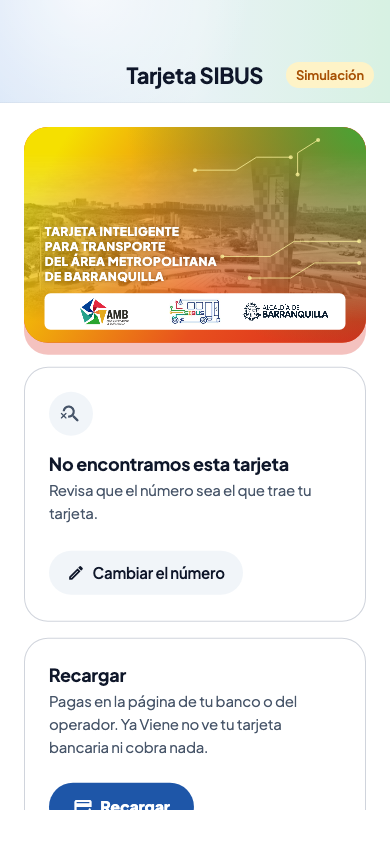 Tarjeta SIBUS
Simulación
TARJETA INTELIGENTE
PARA TRANSPORTE
DEL ÁREA METROPOLITANA
DE BARRANQUILLA
AMB
SIBUS
ALCALDÍA DE
BARRANQUILLA
No encontramos esta tarjeta
Revisa que el número sea el que trae tu
tarjeta.
Cambiar el número
Recargar
Pagas en la página de tu banco o del
operador. Ya Viene no ve tu tarjeta
bancaria ni cobra nada.
Recargar